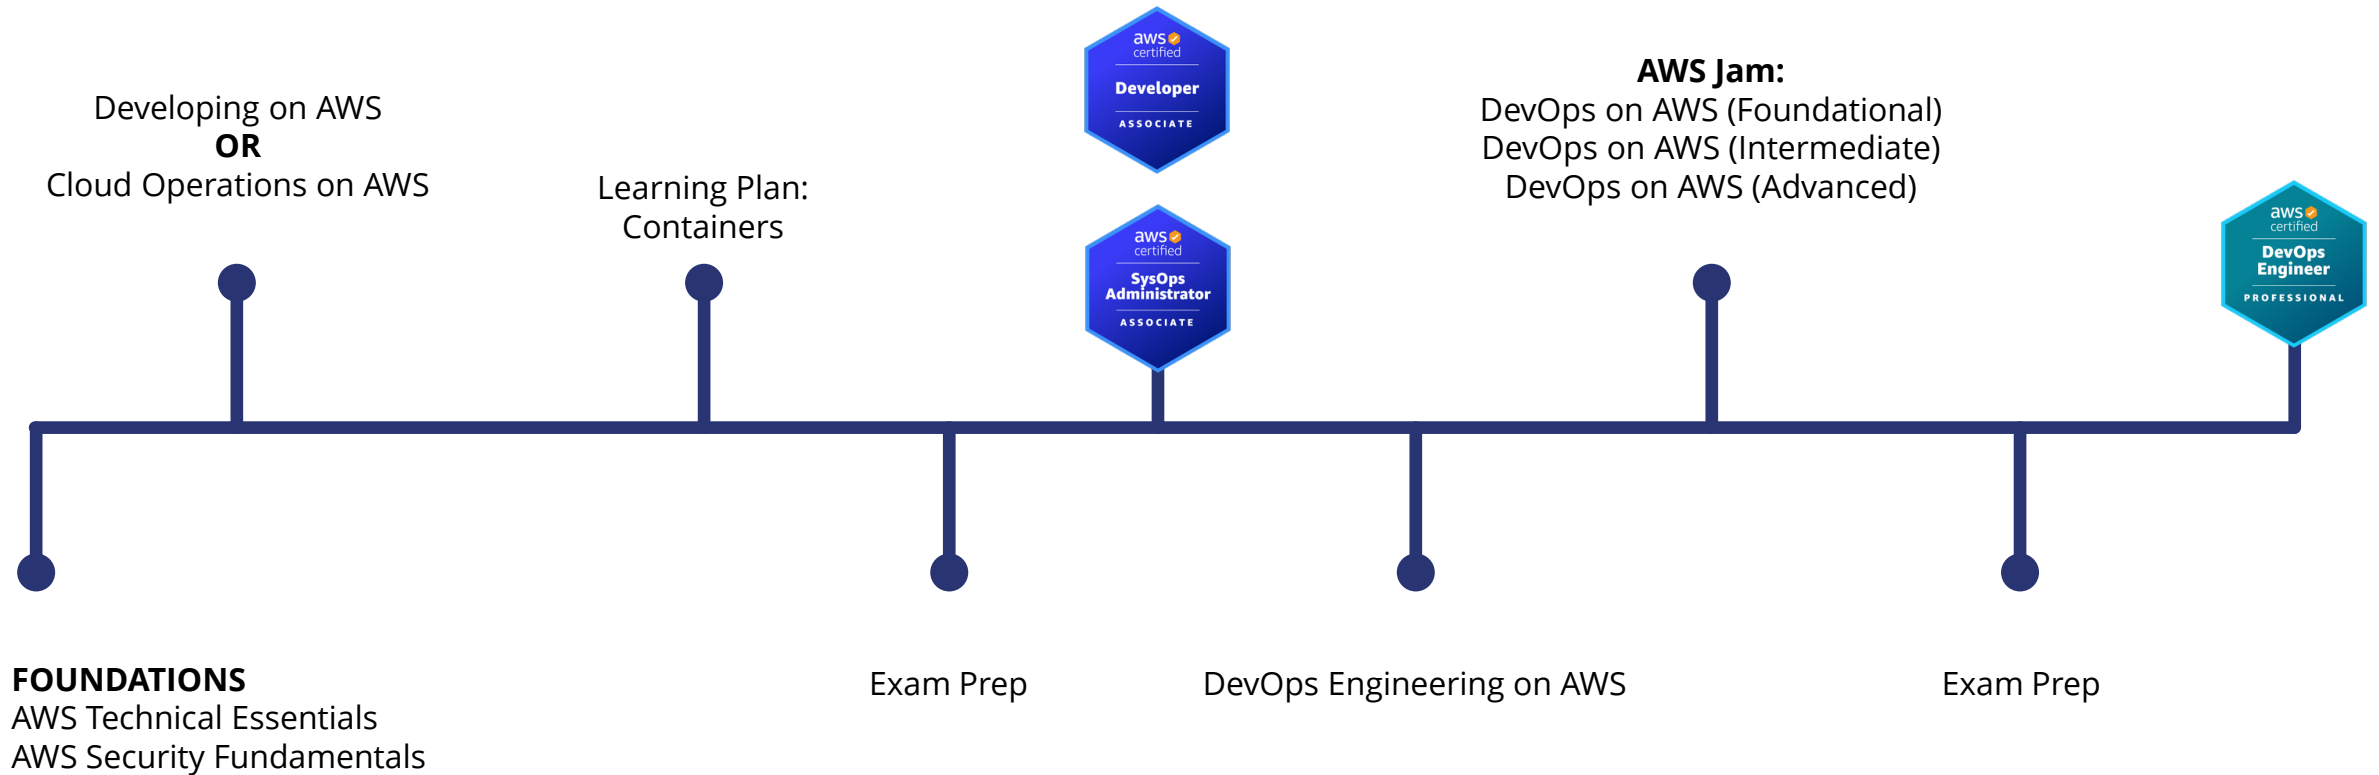 Developing on AWS
OR
Cloud Operations on AWS
Learning Plan:
Containers
aws
certified
Developer
ASSOCIATE
aws
certified
SysOps
Administrator
ASSOCIATE
AWS Jam:
DevOps on AWS (Foundational)
DevOps on AWS (Intermediate)
DevOps on AWS (Advanced)
aws
certified
DevOps
Engineer
PROFESSIONAL
FOUNDATIONS
AWS Technical Essentials
AWS Security Fundamentals
Exam Prep
DevOps Engineering on AWS
Exam Prep